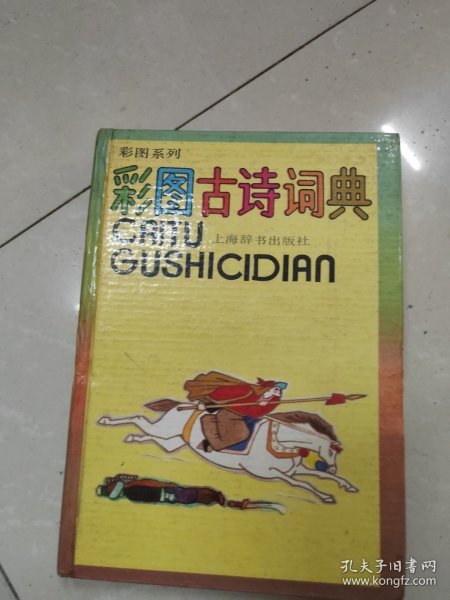 彩图系列
彩图古诗词典
CAITU
上海辞书出版社
GUSHICIDIAN
孔夫子旧书网
www.kongfz.com